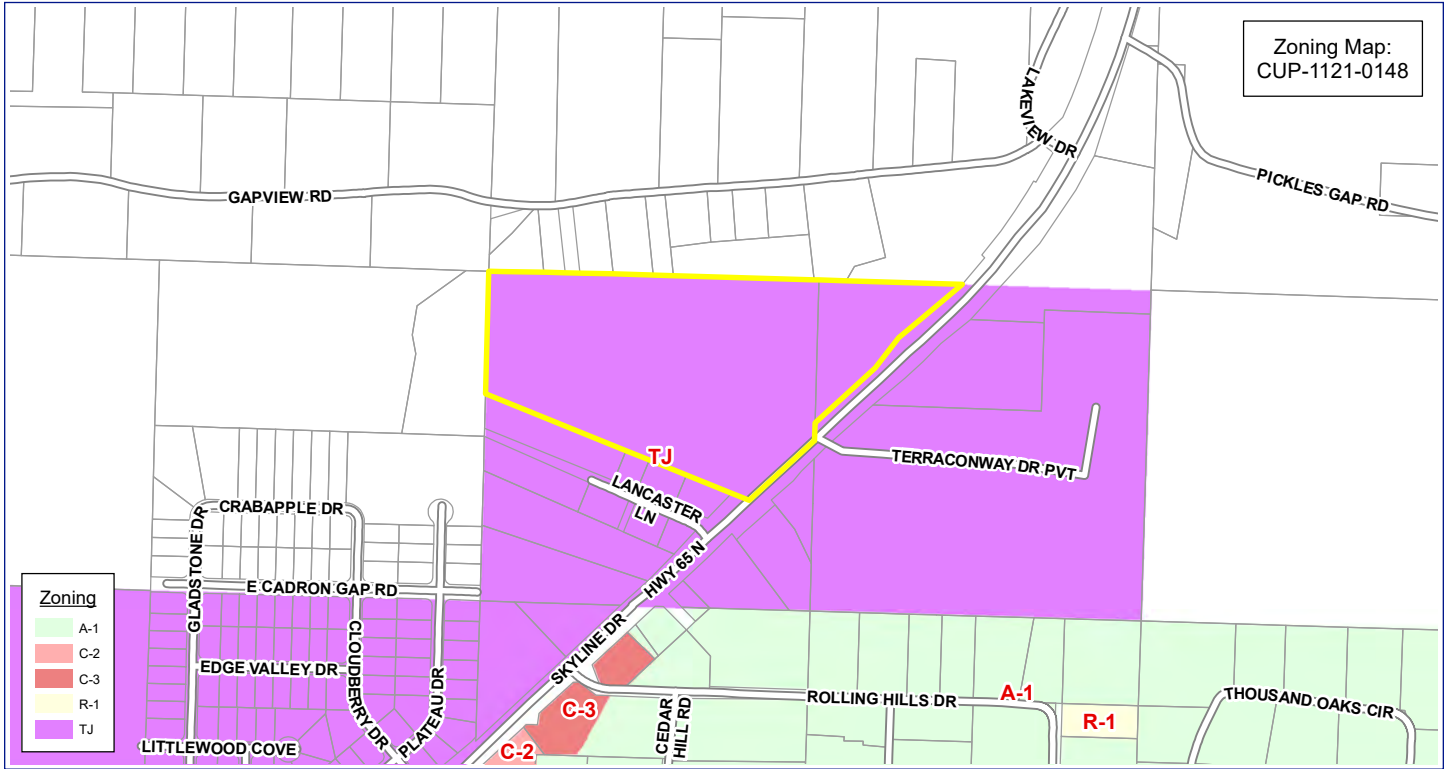 Zoning Map:
CUP-1121-0148
LAKEVIEW DR
PICKLES GAP RD
GAPVIEW RD
TJ
TERRACONWAY DR PVT
LANCASTER
LN
CRABAPPLE DR
GLADSTONE DR
HWY 65 N
E CADRON GAP RD
CLOUDBERRY DR
EDGE VALLEY DR
PLATEAU DR
SKYLINE DR
LITTLEWOOD COVE
C-3
C-2
CEDAR
HILL RD
ROLLING HILLS DR
A-1
R-1
THOUSAND OAKS CIR
Zoning
A-1
C-2
C-3
R-1
TJ